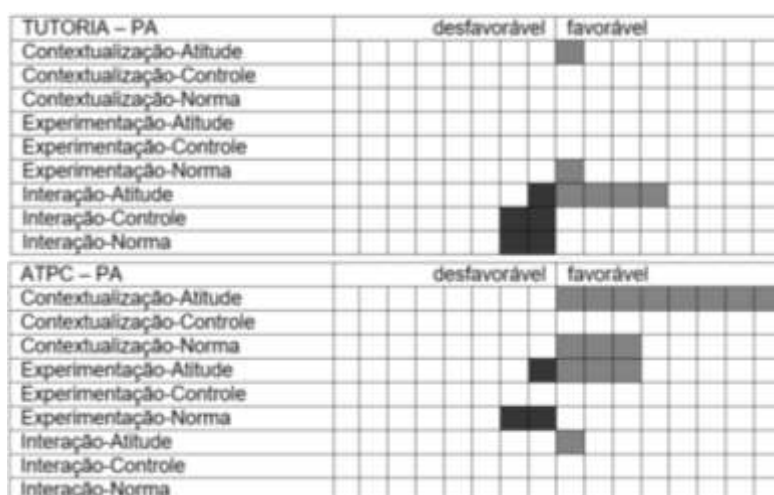 TUTORIA – PA desfavorável favorável
Contextualização-Atitude
Contextualização-Controle
Contextualização-Norma
Experimentação-Atitude
Experimentação-Controle
Experimentação-Norma
Interação-Atitude
Interação-Controle
Interação-Norma
ATPC – PA desfavorável favorável
Contextualização-Atitude
Contextualização-Controle
Contextualização-Norma
Experimentação-Atitude
Experimentação-Controle
Experimentação-Norma
Interação-Atitude
Interação-Controle
Interação-Norma